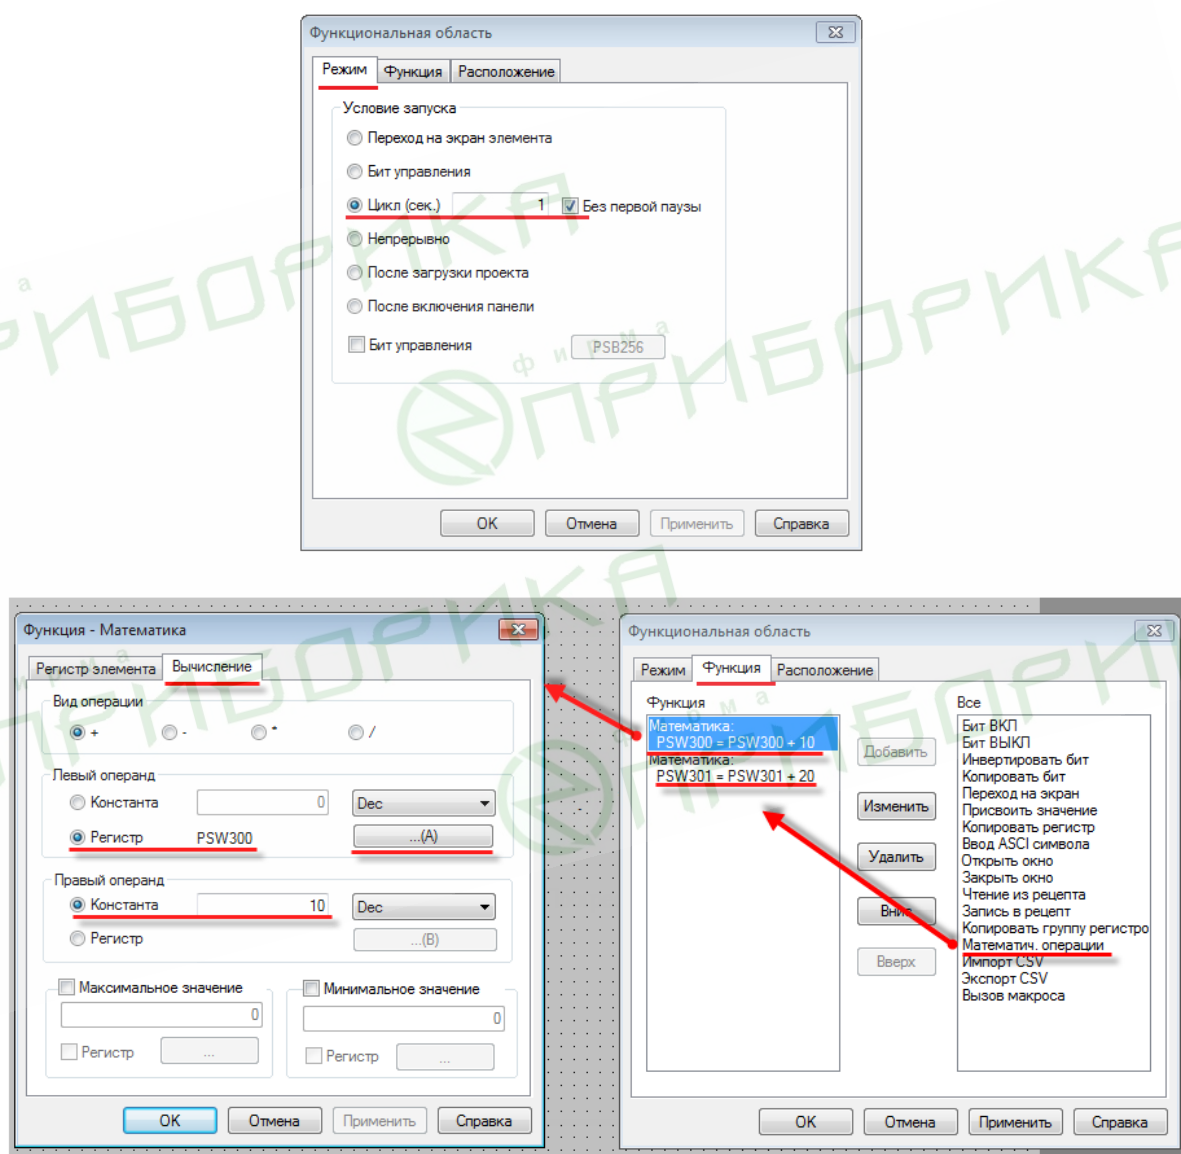 Функциональная область
Режим Функция Расположение
Условие запуска
Переход на экран элемента
Бит управления
Цикл (сек.) 1 Без первой паузы
Непрерывно
После загрузки проекта
После включения панели
Бит управления PSB256
OK Отмена Применить Справка
Функция - Математика
Регистр элемента Вычисление
Вид операции
+ - * /
Левый операнд
Константа 0 Dec
Регистр PSW300 ...(A)
Правый операнд
Константа 10 Dec
Регистр ...(B)
Максимальное значение Минимальное значение
0 0
Регистр ... Регистр ...
OK Отмена Применить Справка
Функциональная область
Режим Функция Расположение
Функция
Математика:
PSW300 = PSW300 + 10
Математика:
PSW301 = PSW301 + 20
Добавить
Изменить
Удалить
Вниз
Вверх
Все
Бит ВКЛ
Бит ВЫКЛ
Инвертировать бит
Копировать бит
Переход на экран
Присвоить значение
Копировать регистр
Ввод ASCI символа
Открыть окно
Закрыть окно
Чтение из рецепта
Запись в рецепт
Копировать группу регистро
Математич. операции
Импорт CSV
Экспорт CSV
Вызов макроса
OK Отмена Применить Справка
фирма
ПРИБОРИКА